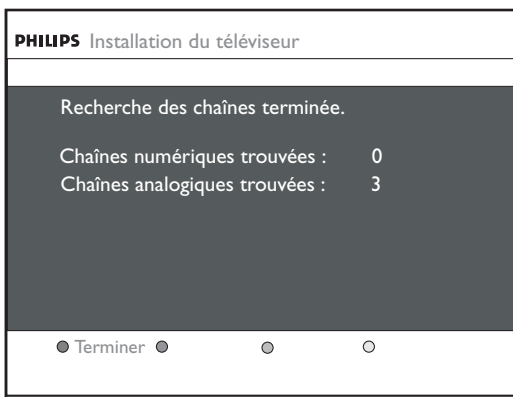 PHILIPS Installation du téléviseur
Recherche des chaînes terminée.
Chaînes numériques trouvées : 0
Chaînes analogiques trouvées : 3
Terminer